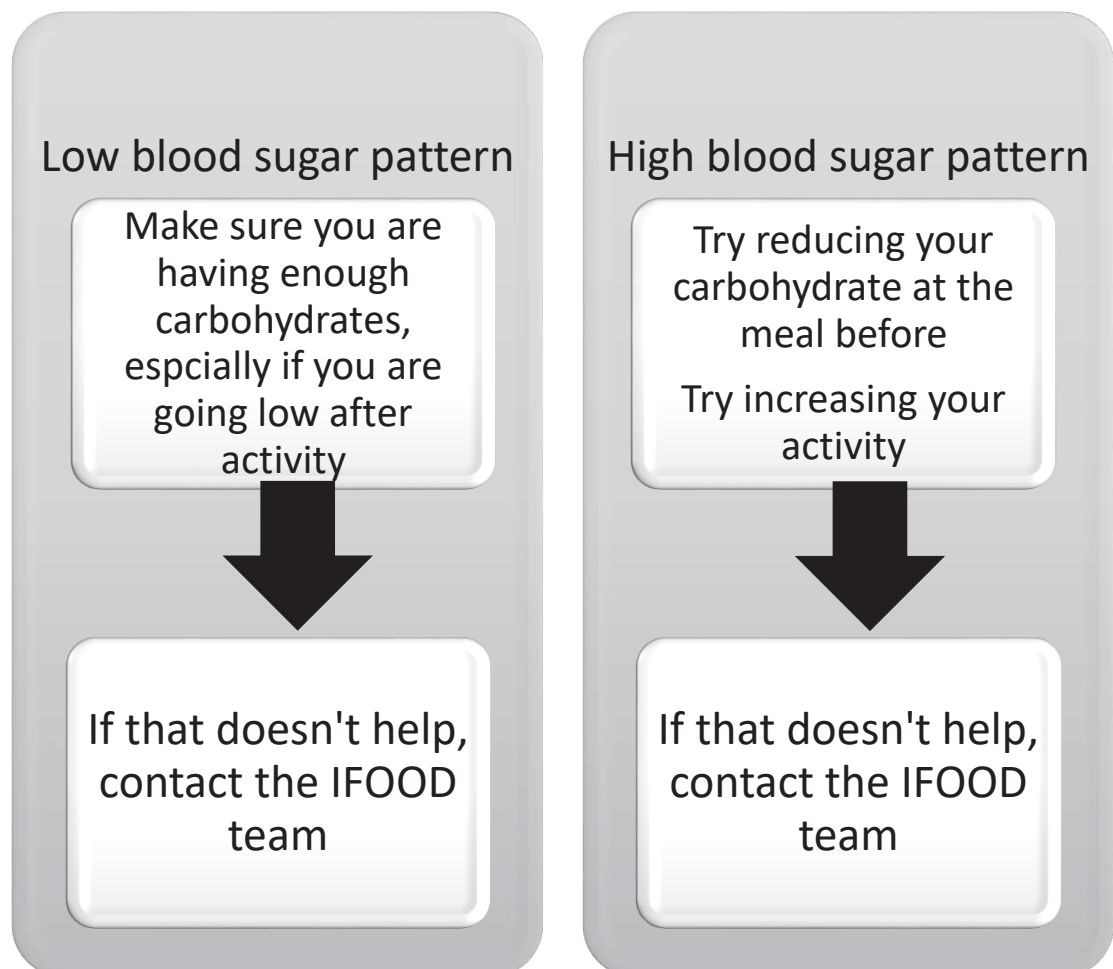 Low blood sugar pattern
Make sure you are
having enough
carbohydrates,
espcially if you are
going low after
activity
If that doesn't help,
contact the IFOOD
team
High blood sugar pattern
Try reducing your
carbohydrate at the
meal before
Try increasing your
activity
If that doesn't help,
contact the IFOOD
team